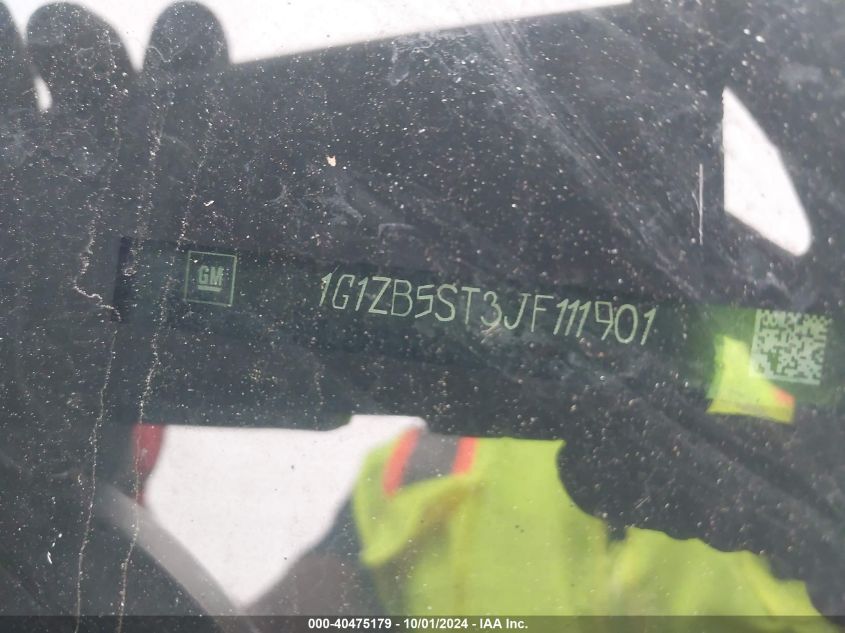 GM
1G1ZB5ST3JF111901
000-40475179 - 10/01/2024 - IAA Inc.